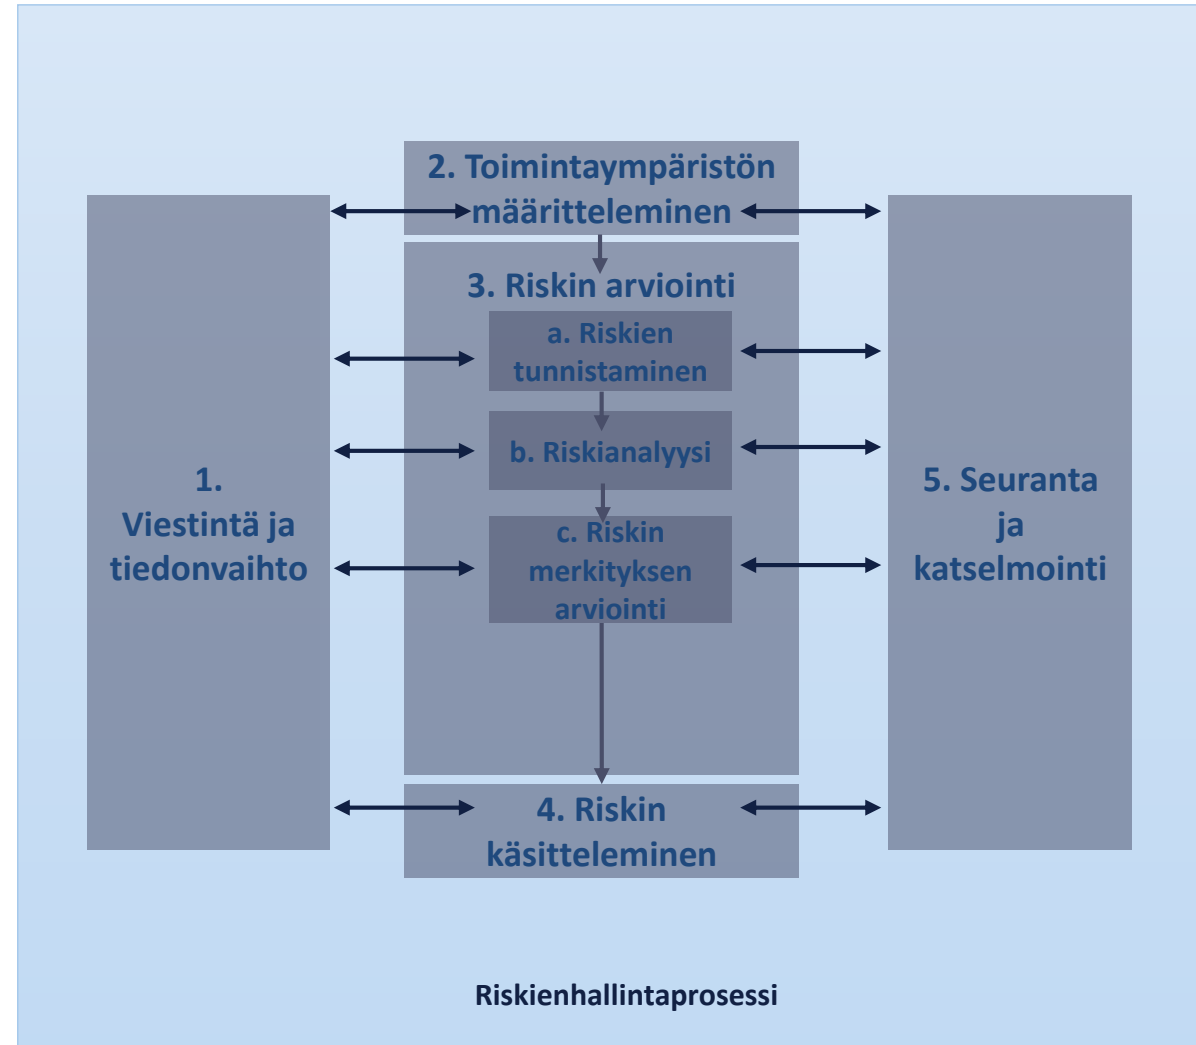 1.
Viestintä ja
tiedonvaihto
2. Toimintaympäristön
määritteleminen
3. Riskin arviointi
a. Riskien
tunnistaminen
b. Riskianalyysi
c. Riskin
merkityksen
arviointi
4. Riskin
käsitteleminen
5. Seuranta
ja
katselmointi
Riskienhallintaprosessi